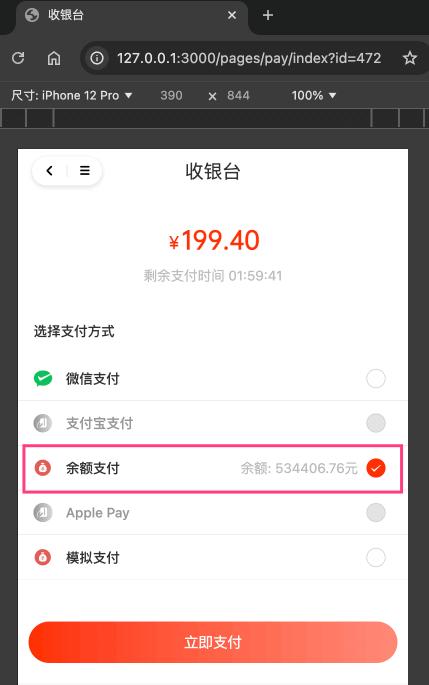 收银台
127.0.0.1:3000/pages/pay/index?id=472
尺寸: iPhone 12 Pro 390 × 844 100%
收银台
¥199.40
剩余支付时间 01:59:41
选择支付方式
微信支付
支付宝支付
余额支付 余额: 534406.76元
Apple Pay
模拟支付
立即支付